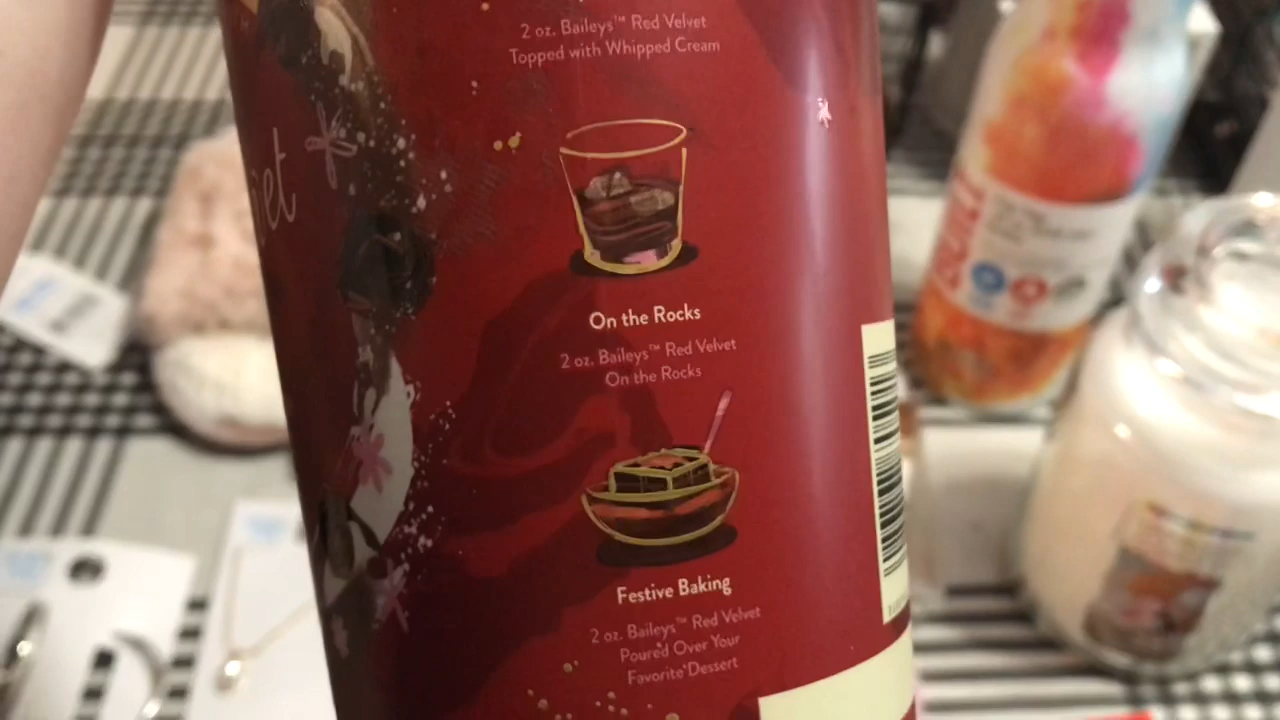 2 oz. Baileys™ Red Velvet
Topped with Whipped Cream
On the Rocks
2 oz. Baileys™ Red Velvet
On the Rocks
Festive Baking
2 oz. Baileys™ Red Velvet
Poured Over Your
Favorite Dessert